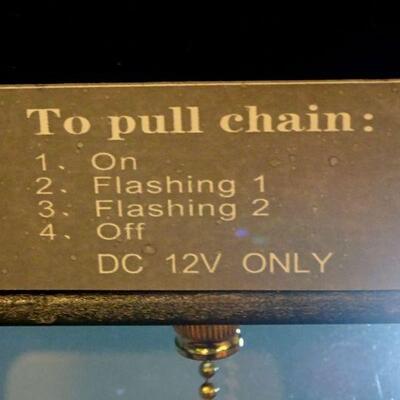 To pull chain:
1、On
2、Flashing 1
3、Flashing 2
4、Off
DC 12V ONLY